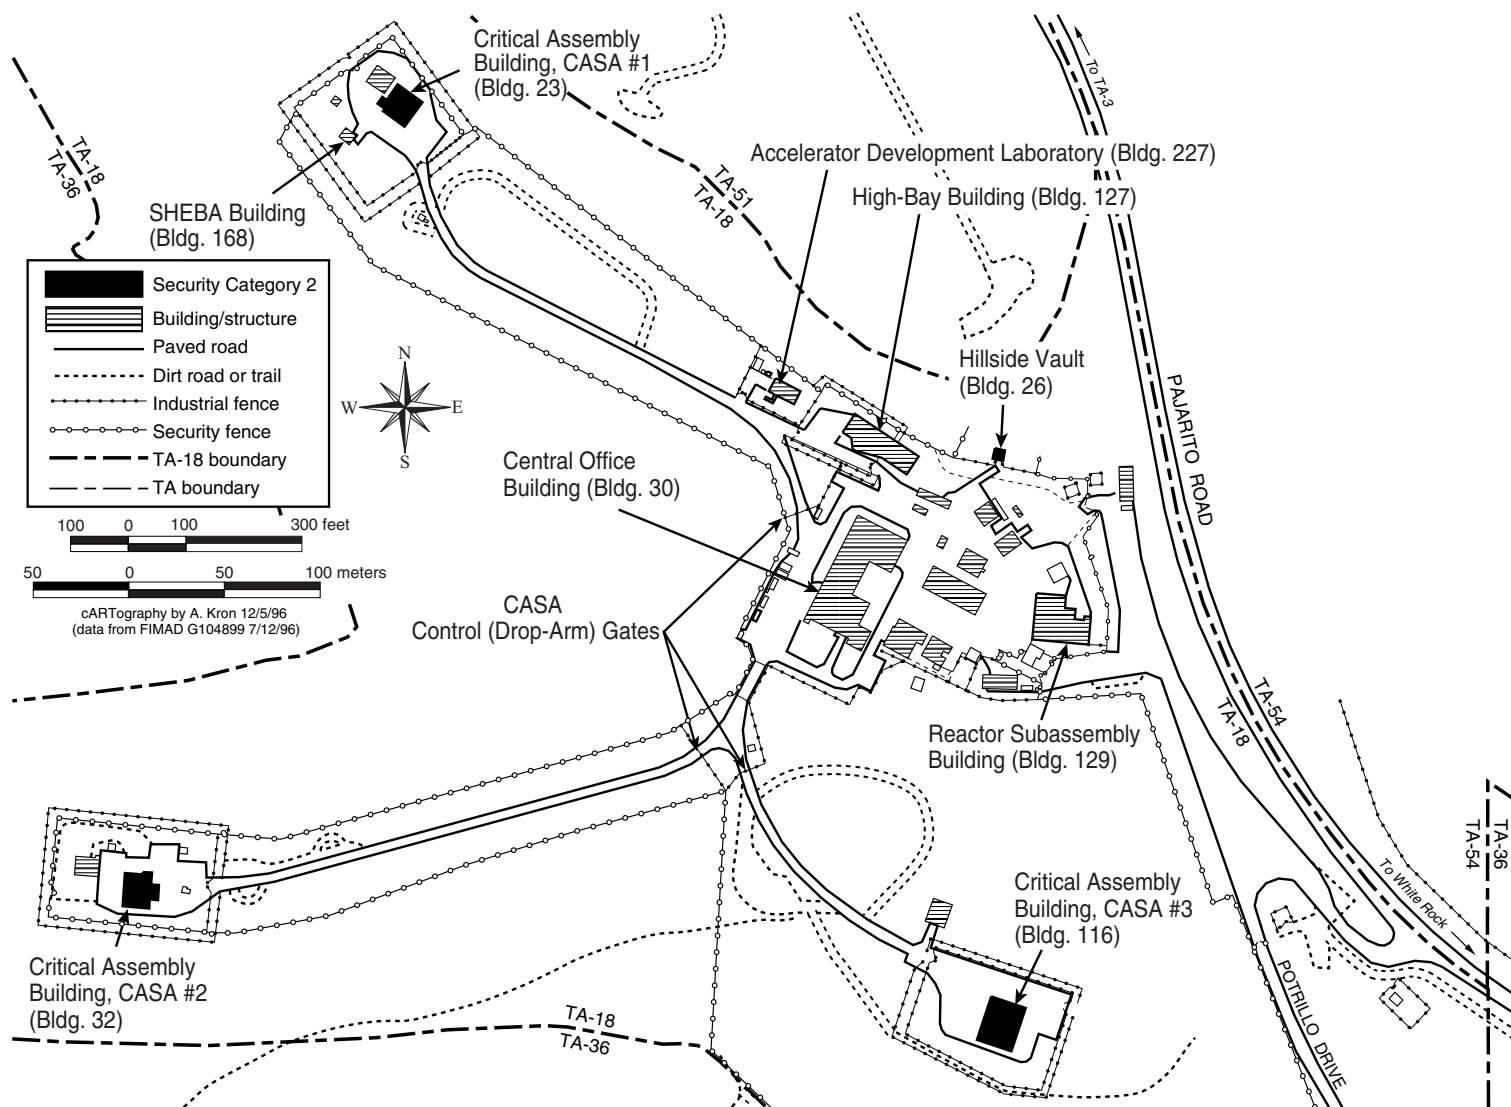 Critical Assembly
Building, CASA #1
(Bldg. 23)
To TA-3
Accelerator Development Laboratory (Bldg. 227)
High-Bay Building (Bldg. 127)
TA-18
TA-36
TA-51
TA-18
SHEBA Building
(Bldg. 168)
Security Category 2
Building/structure
Paved road
Dirt road or trail
Industrial fence
Security fence
TA-18 boundary
TA boundary
N
W
E
S
Hillside Vault
(Bldg. 26)
PAJARITO ROAD
Central Office
Building (Bldg. 30)
100 0 100 300 feet
50 0 50 100 meters
cARTography by A. Kron 12/5/96
(data from FIMAD G104899 7/12/96)
CASA
Control (Drop-Arm) Gates
TA-54
TA-18
Reactor Subassembly
Building (Bldg. 129)
TA-36
TA-54
To White Rock
Critical Assembly
Building, CASA #3
(Bldg. 116)
Critical Assembly
Building, CASA #2
(Bldg. 32)
TA-18
TA-36
POTRILLO DRIVE